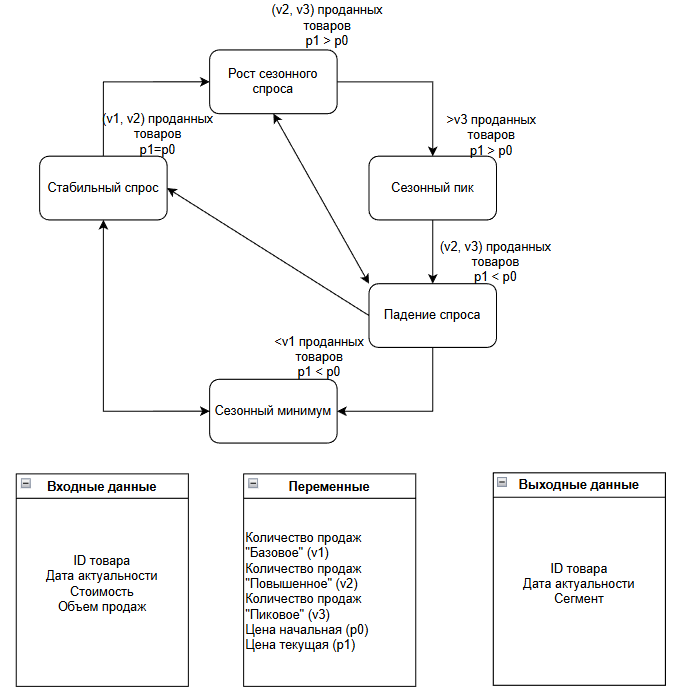 (v2, v3) проданных
товаров
p1 > p0
Рост сезонного
спроса
(v1, v2) проданных
товаров
p1=p0
>v3 проданных
товаров
p1 > p0
Стабильный спрос
Сезонный пик
(v2, v3) проданных
товаров
p1 < p0
Падение спроса
<v1 проданных
товаров
p1 < p0
Сезонный минимум
Входные данные
ID товара
Дата актуальности
Стоимость
Объем продаж
Переменные
Количество продаж
"Базовое" (v1)
Количество продаж
"Повышенное" (v2)
Количество продаж
"Пиковое" (v3)
Цена начальная (p0)
Цена текущая (p1)
Выходные данные
ID товара
Дата актуальности
Сегмент